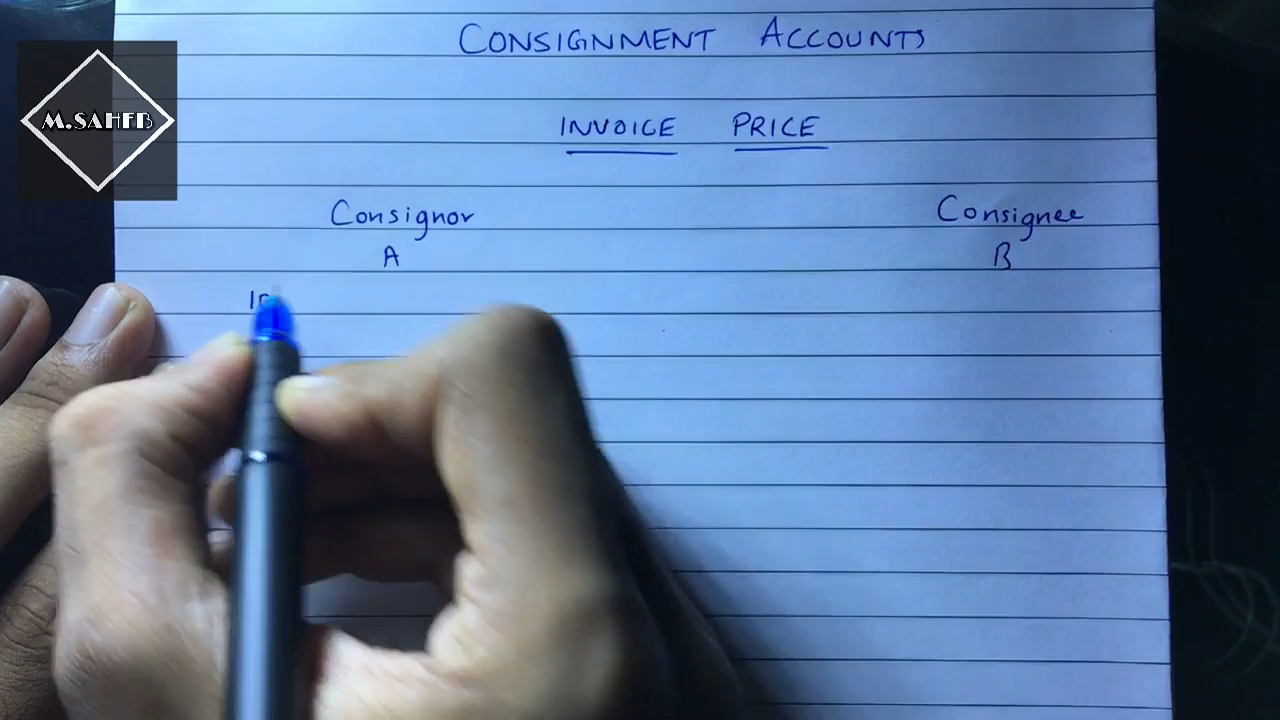 CONSIGNMENT ACCOUNTS
M.SAHEB
INVOICE PRICE
Consignor Consignee
A B